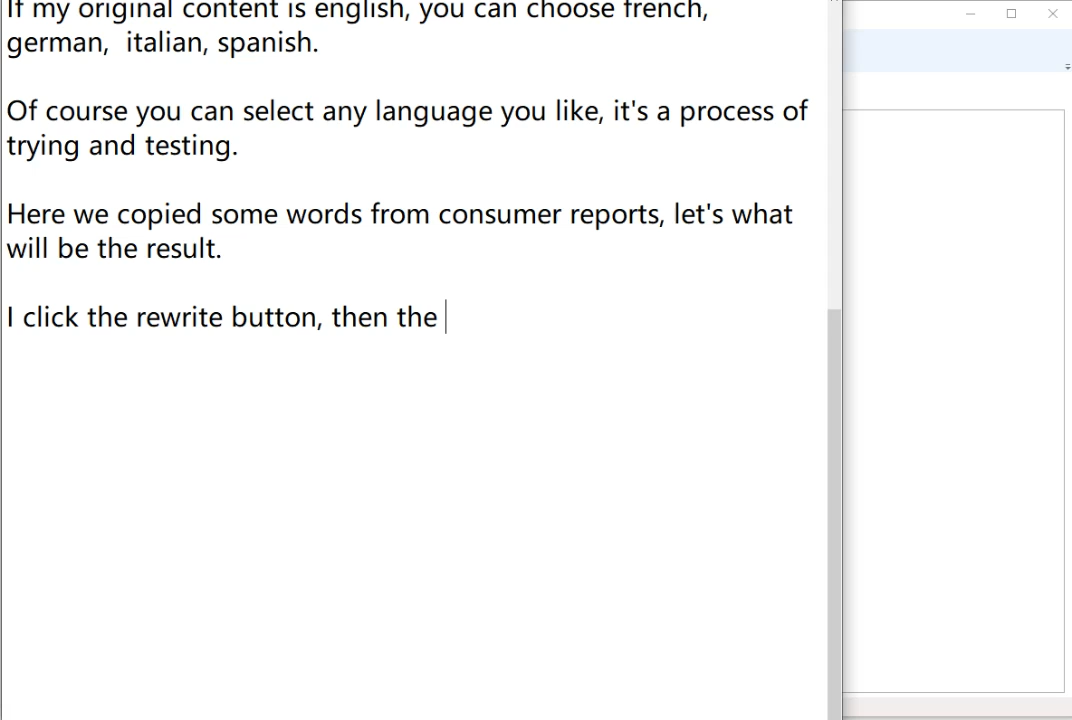 If my original content is english, you can choose french,
german,  italian, spanish.
Of course you can select any language you like, it's a process of
trying and testing.
Here we copied some words from consumer reports, let's what
will be the result.
I click the rewrite button, then the